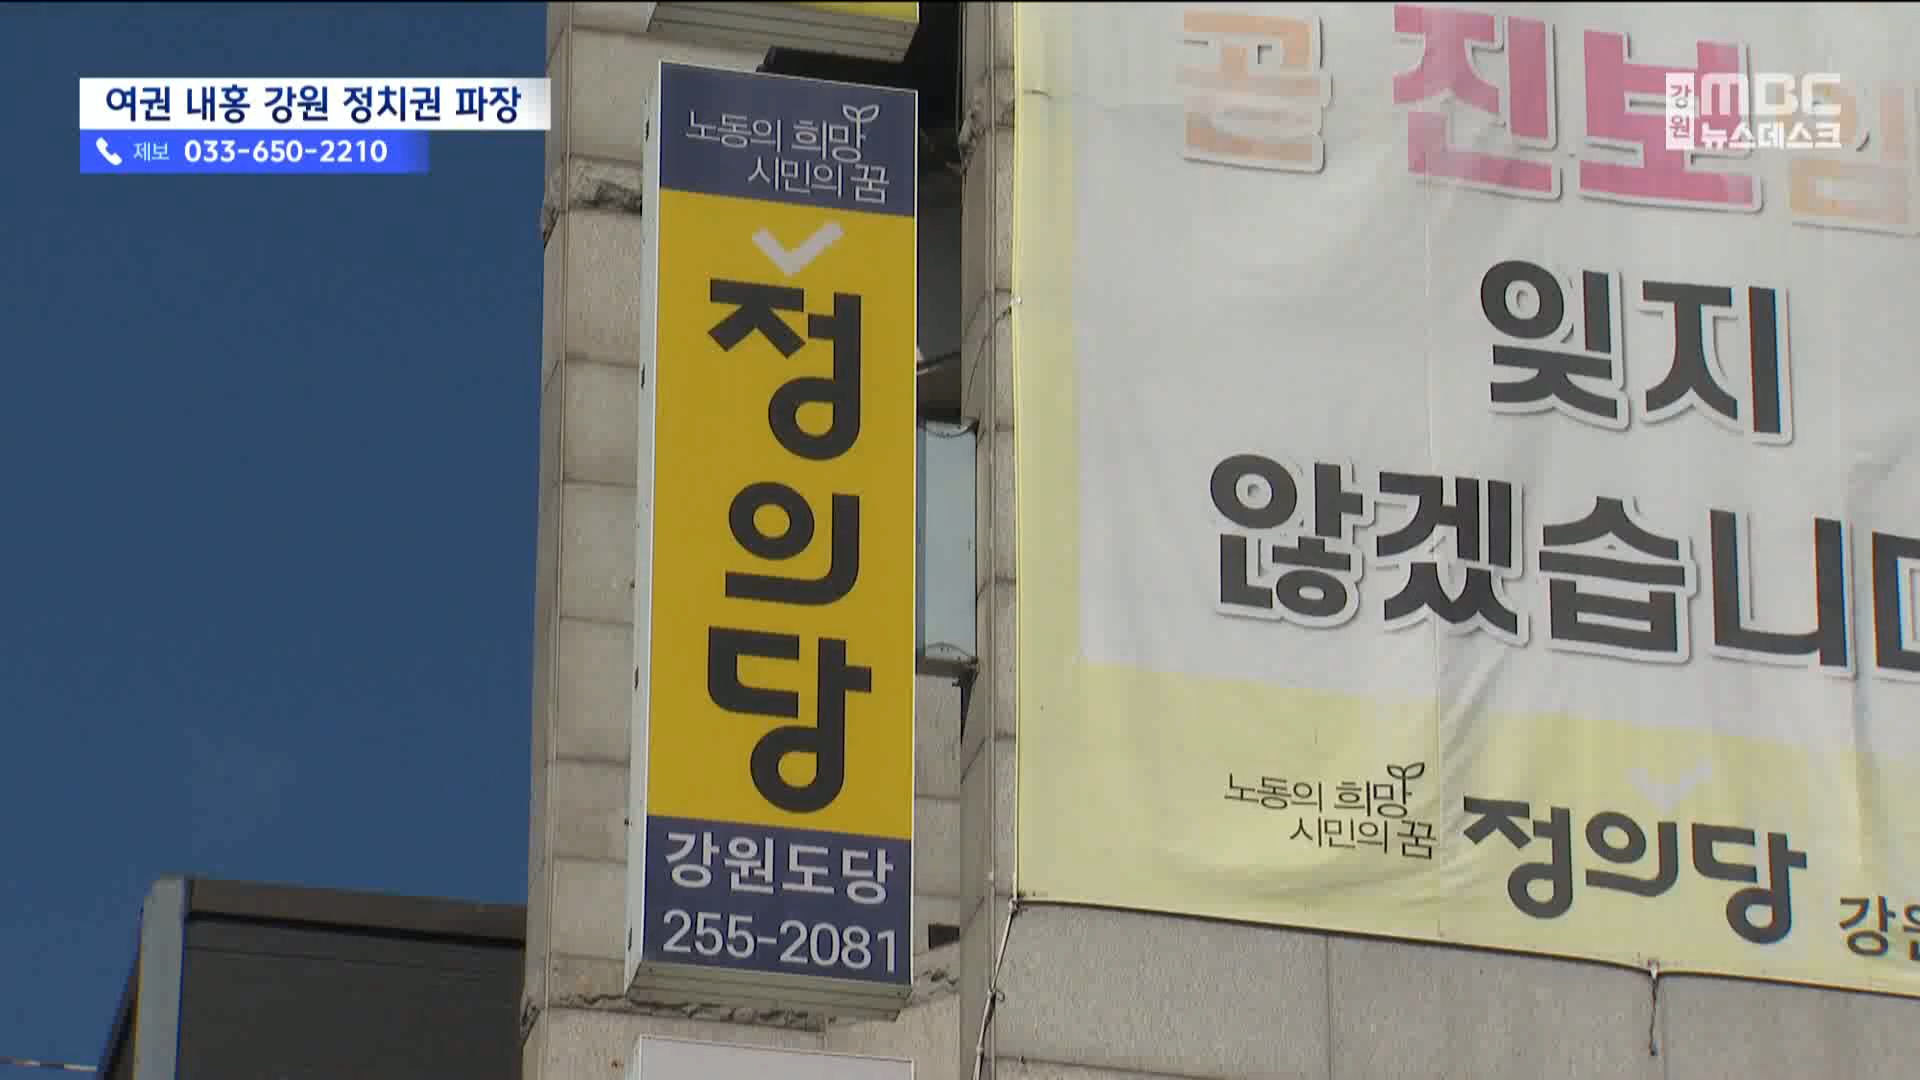 여권 내홍 강원 정치권 파장
제보 033-650-2210
노동의 희망
시민의 꿈
정의당
강원도당
255-2081
진보
잊지
않겠습니다
노동의 희망
시민의 꿈
정의당
강원
MBC
뉴스데스크